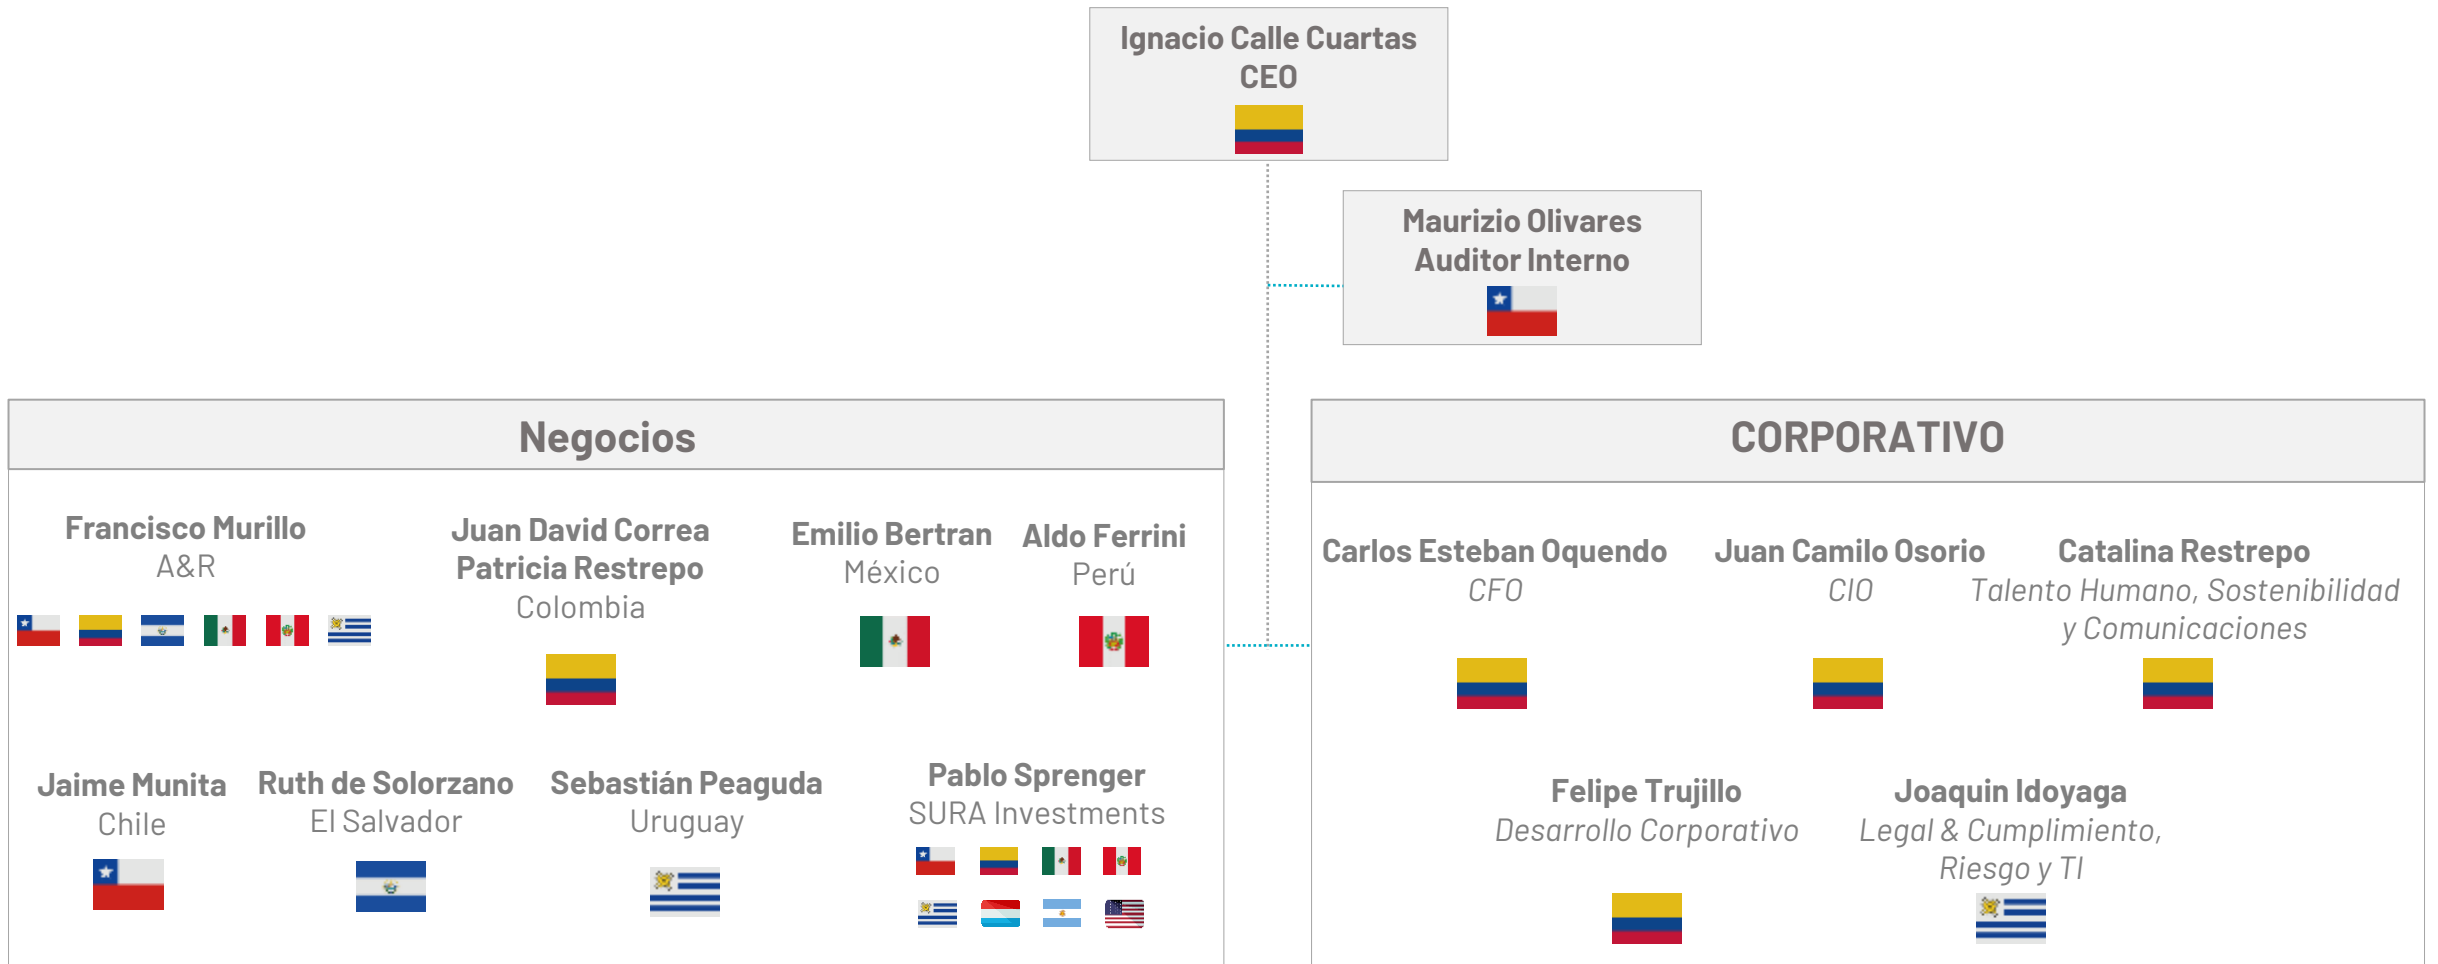 Ignacio Calle Cuartas
CEO
Maurizio Olivares
Auditor Interno
Negocios
Francisco Murillo
A&R
Juan David Correa
Patricia Restrepo
Colombia
Emilio Bertran
México
Aldo Ferrini
Perú
Jaime Munita
Chile
Ruth de Solorzano
El Salvador
Sebastián Peaguda
Uruguay
Pablo Sprenger
SURA Investments
CORPORATIVO
Carlos Esteban Oquendo
CFO
Juan Camilo Osorio
CIO
Catalina Restrepo
Talento Humano, Sostenibilidad
y Comunicaciones
Felipe Trujillo
Desarrollo Corporativo
Joaquin Idoyaga
Legal & Cumplimiento,
Riesgo y TI